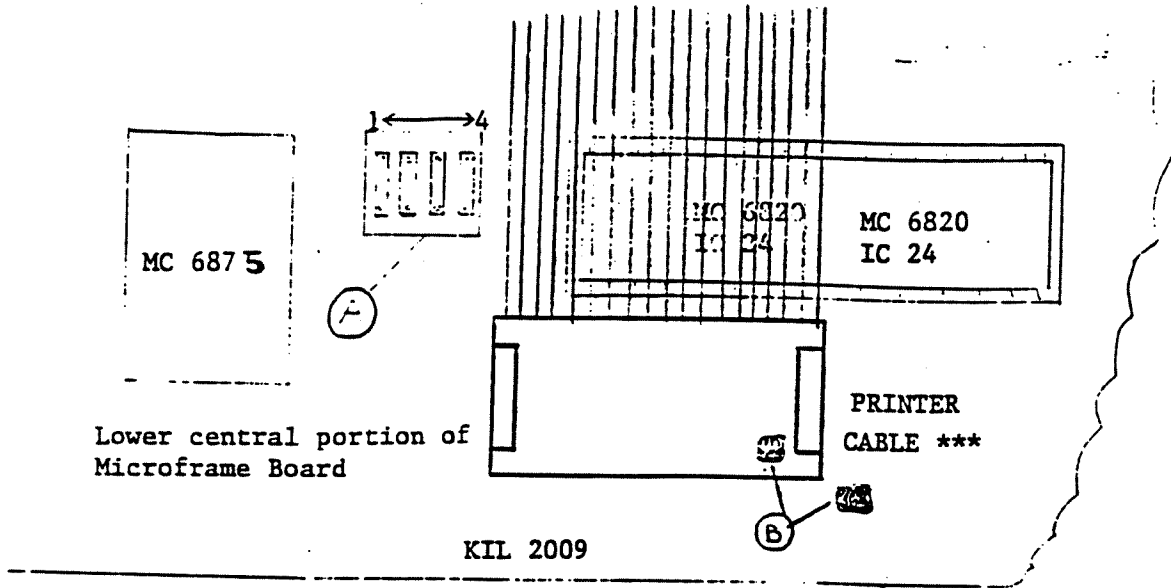 1 4
MC 6875
MC 6820
IC 24
MC 6820
IC 24
A
PRINTER
CABLE ***
Lower central portion of
Microframe Board
B
KIL 2009